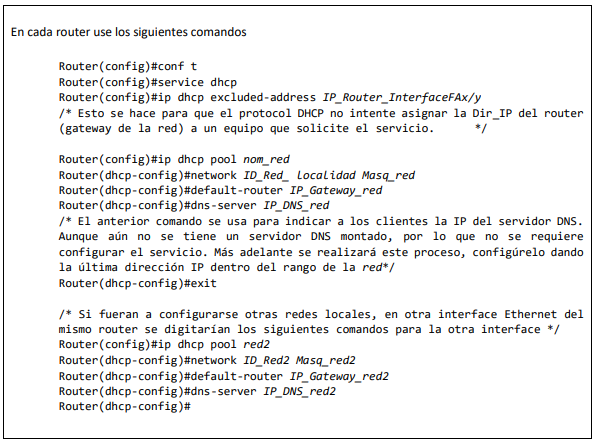 En cada router use los siguientes comandos
Router(config)#conf t
Router(config)#service dhcp
Router(config)#ip dhcp excluded-address IP_Router_InterfaceFAx/y
/* Esto se hace para que el protocolo DHCP no intente asignar la Dir_IP del router
(gateway de la red) a un equipo que solicite el servicio. */
Router(config)#ip dhcp pool nom_red
Router(dhcp-config)#network ID_Red_ Localidad Masq_red
Router(dhcp-config)#default-router IP_Gateway_red
Router(dhcp-config)#dns-server IP_DNS_red
/* El anterior comando se usa para indicar a los clientes la IP del servidor DNS.
Aunque aún no se tiene un servidor DNS montado, por lo que no se requiere
configurar el servicio. Más adelante se realizará este proceso, configúrelo dando
la última dirección IP dentro del rango de la red*/
Router(dhcp-config)#exit
/* Si fueran a configurarse otras redes locales, en otra interface Ethernet del
mismo router se digitarían los siguientes comandos para la otra interface */
Router(config)#ip dhcp pool red2
Router(dhcp-config)#network ID_Red2 Masq_red2
Router(dhcp-config)#default-router IP_Gateway_red2
Router(dhcp-config)#dns-server IP_DNS_red2
Router(dhcp-config)#